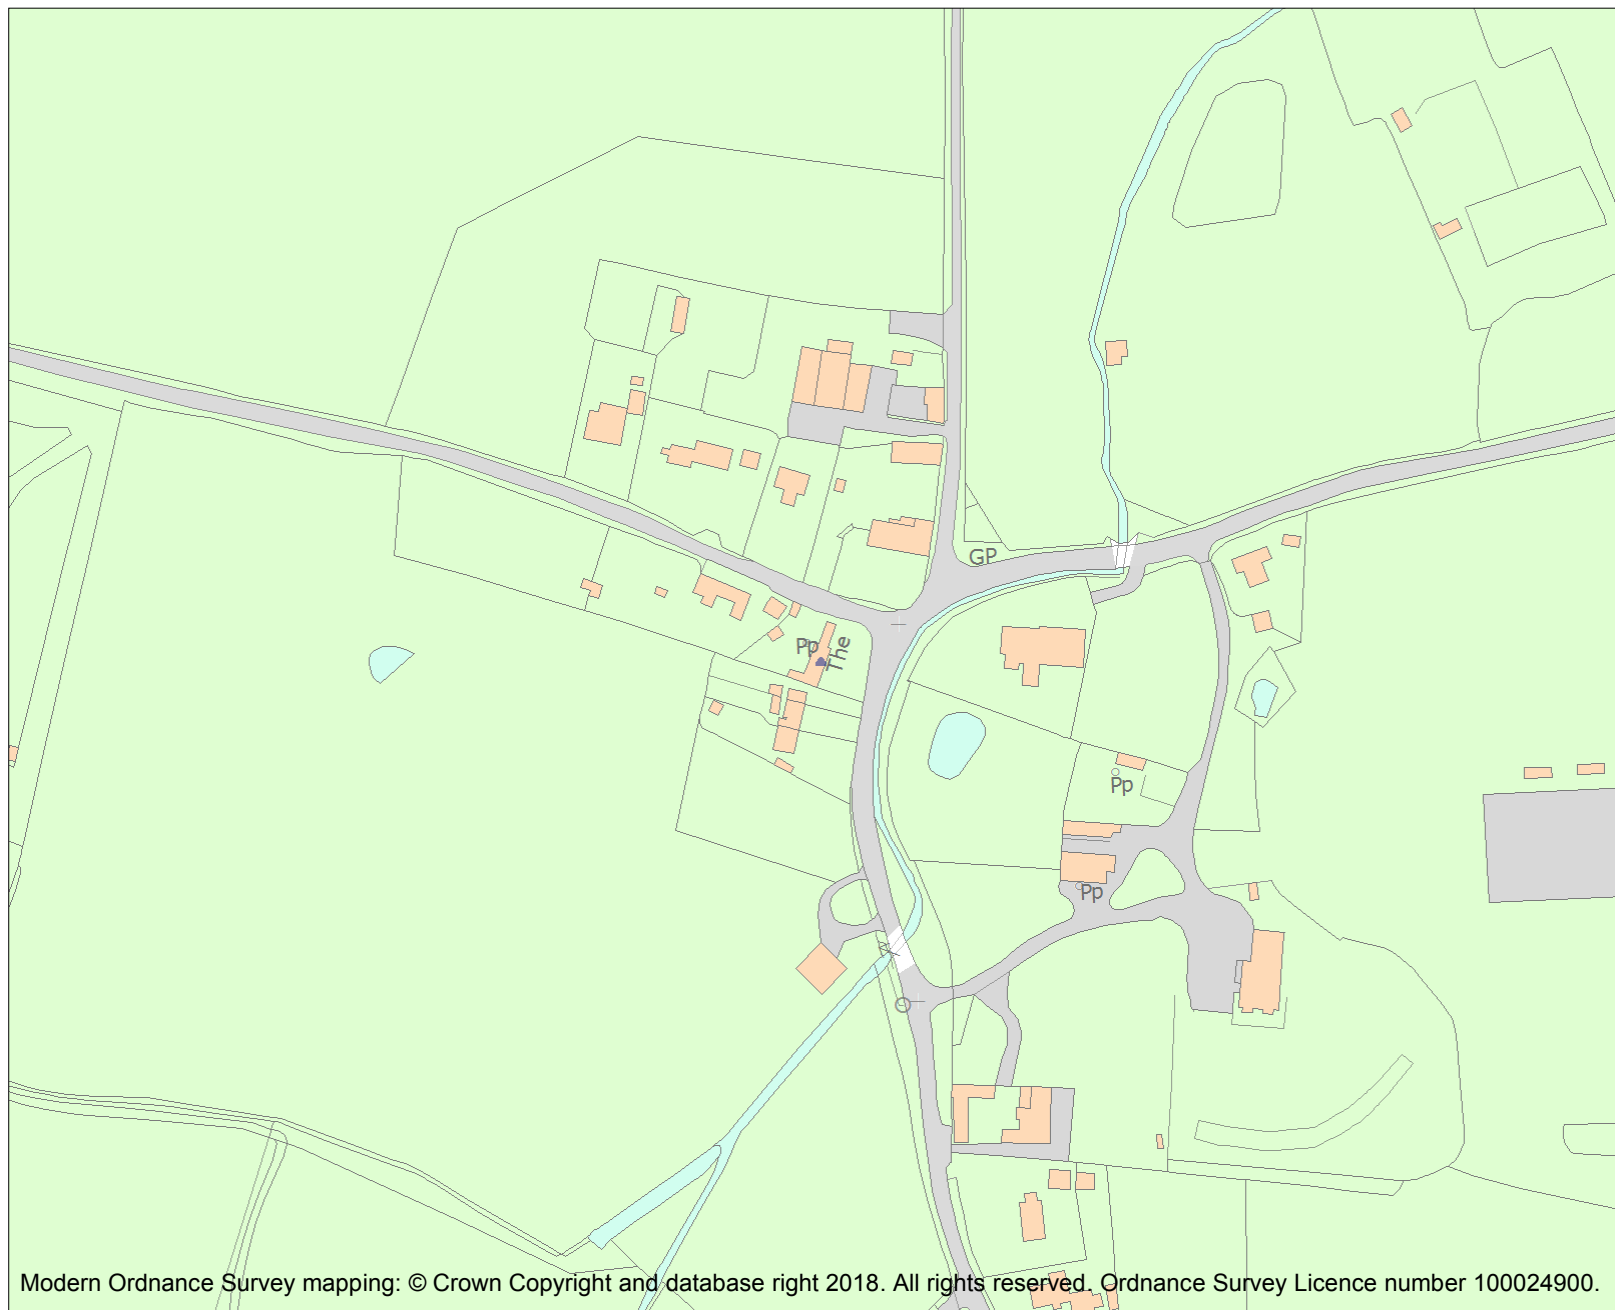 GP
Pp
The
Pp
Pp
Modern Ordnance Survey mapping: © Crown Copyright and database right 2018. All rights reserved. Ordnance Survey Licence number 100024900.